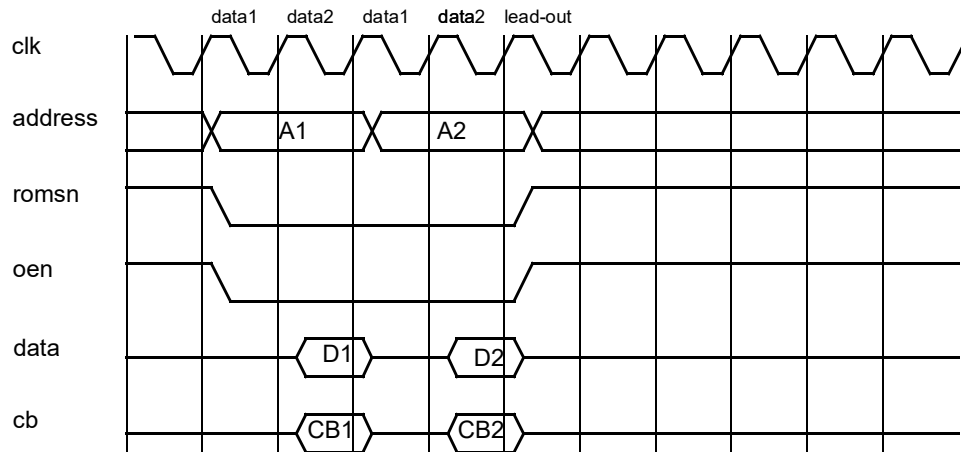 data1 data2 data1 data2 lead-out
clk
address A1 A2
romsn
oen
data D1 D2
cb CB1 CB2